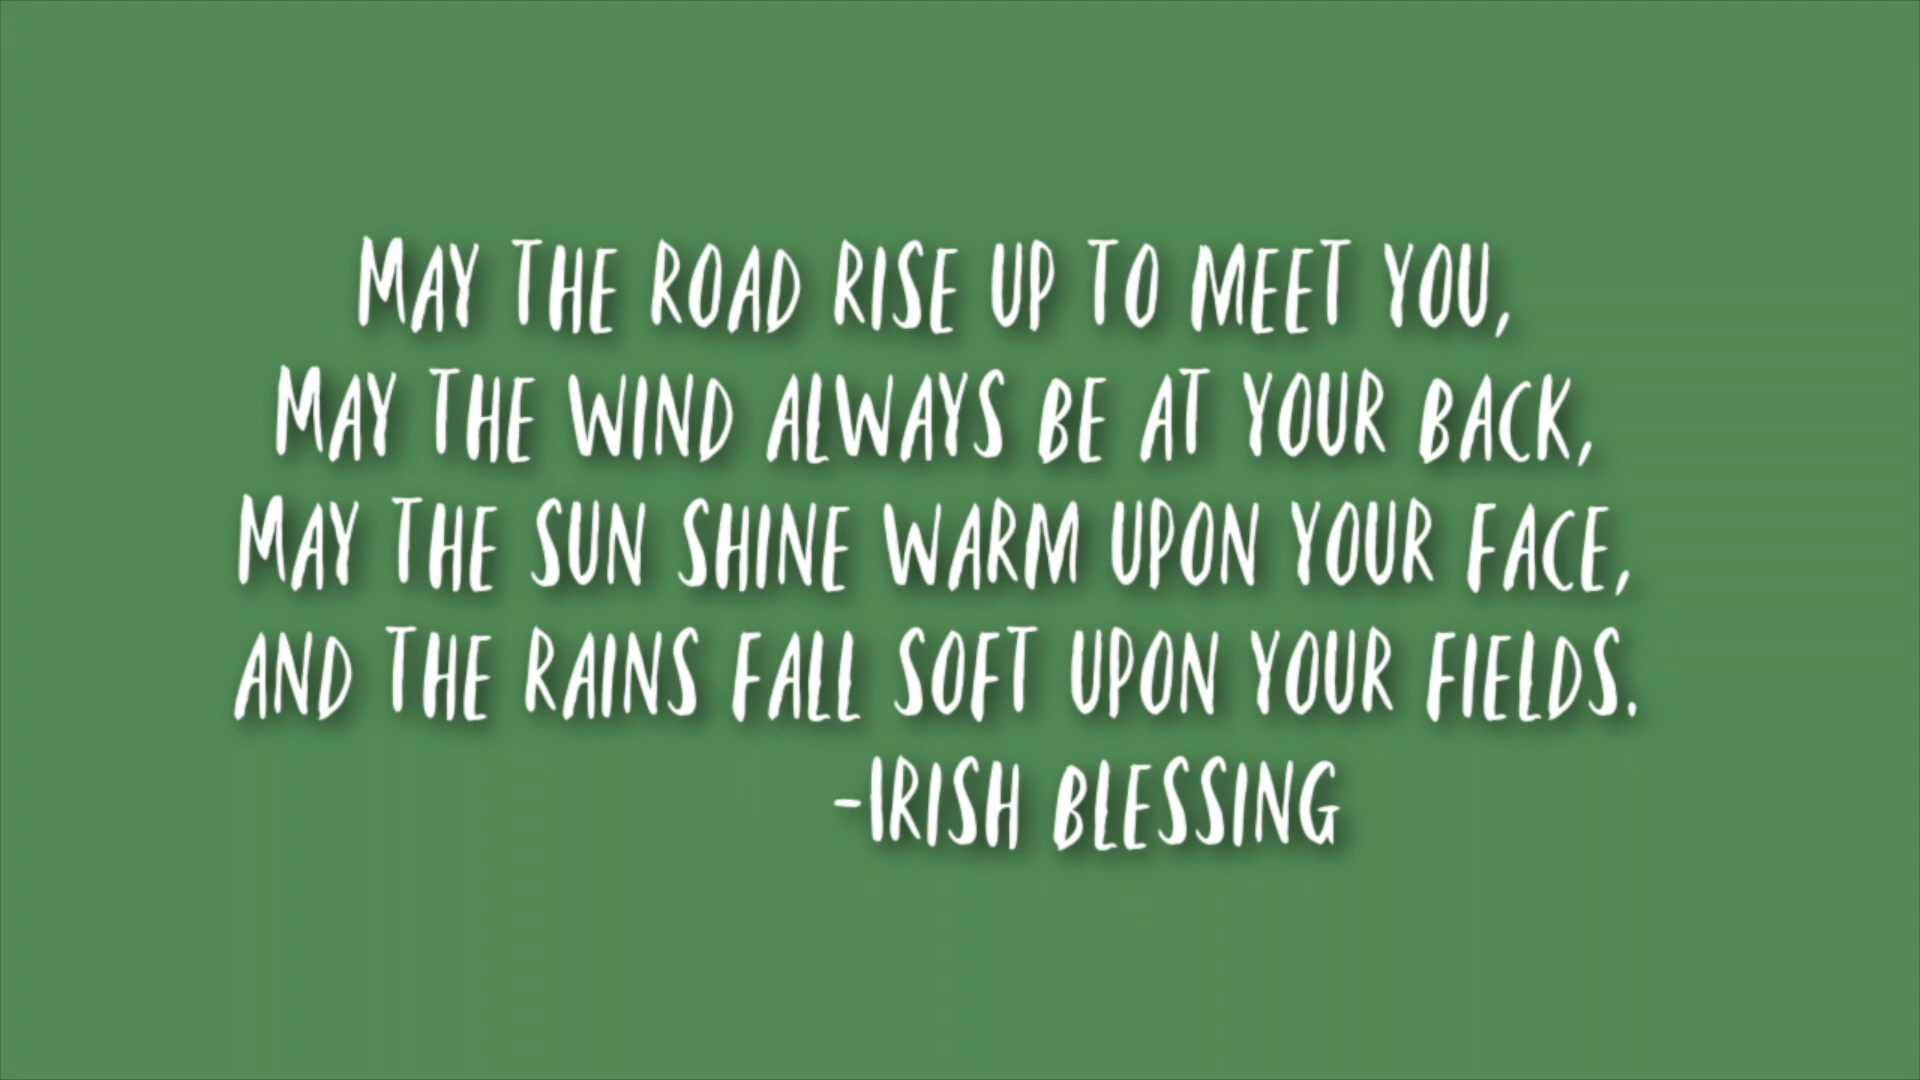 MAY THE ROAD RISE UP TO MEET YOU,
MAY THE WIND ALWAYS BE AT YOUR BACK,
MAY THE SUN SHINE WARM UPON YOUR FACE,
AND THE RAINS FALL SOFT UPON YOUR FIELDS.
-IRISH BLESSING